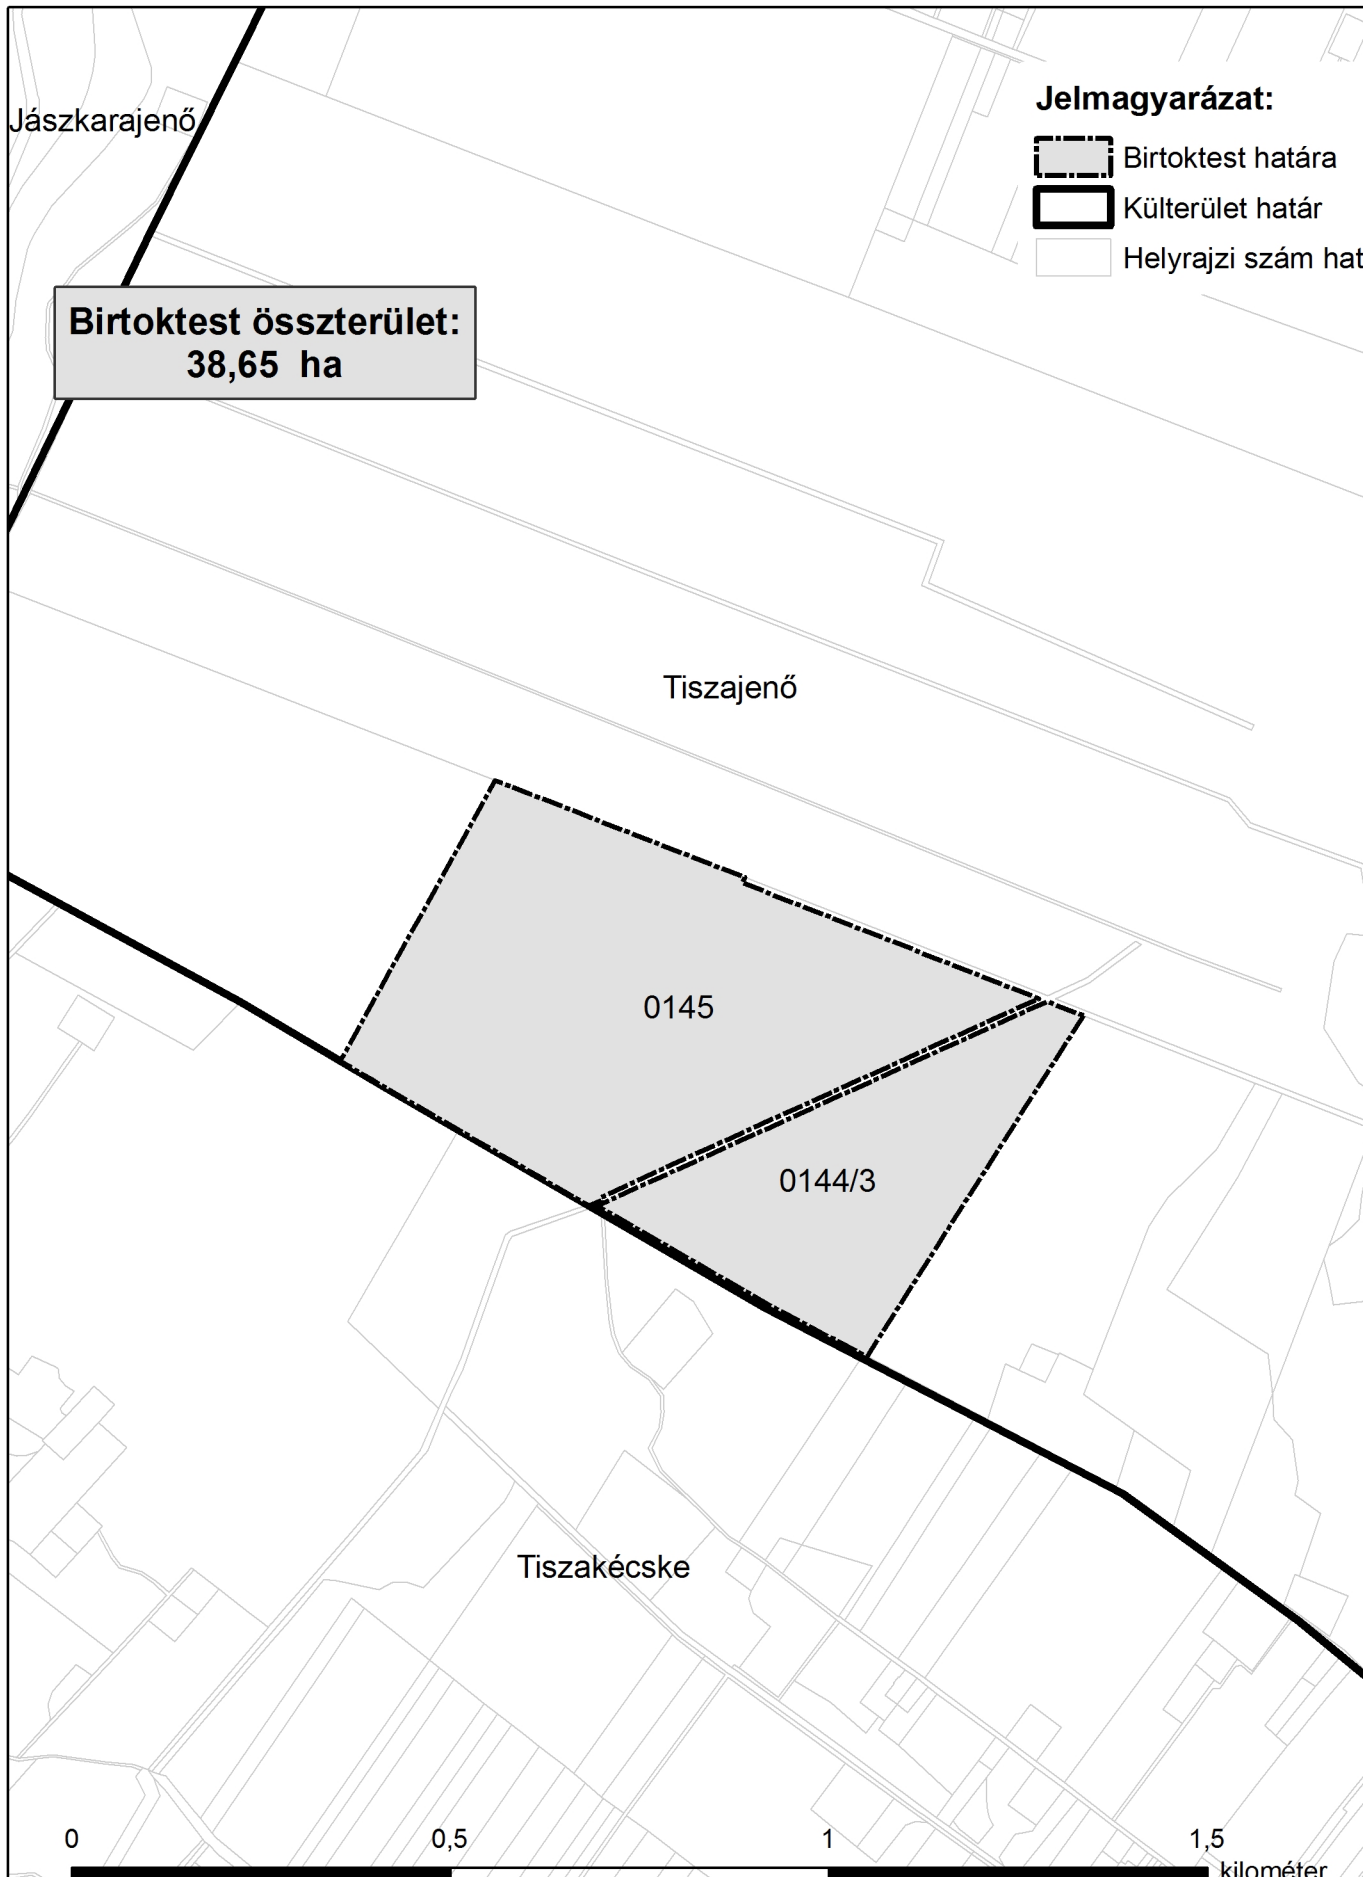 Jászkarajenő
Jelmagyarázat:
Birtoktest határa
Külterület határ
Helyrajzi szám hat
Birtoktest összterület:
38,65 ha
Tiszajenő
0145
0144/3
Tiszakécske
0 0,5 1 1,5
kilométer